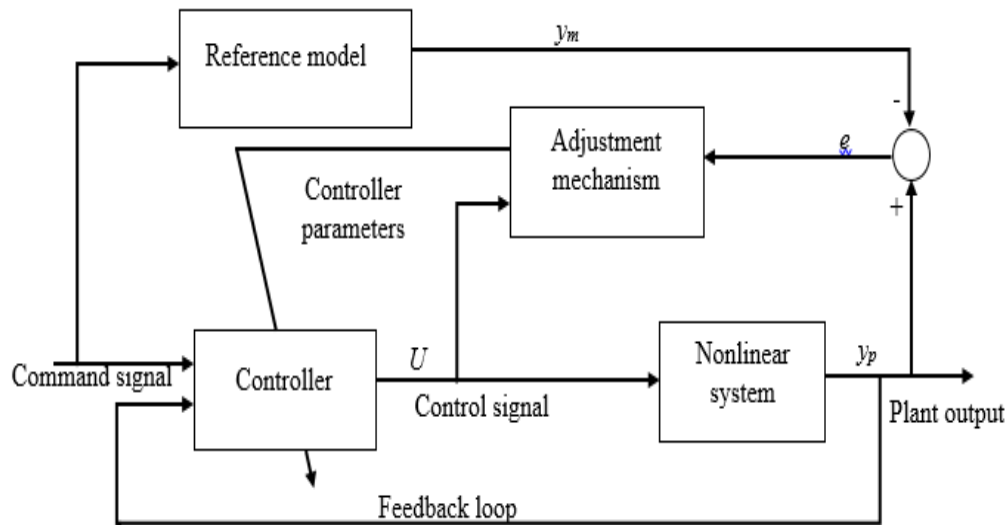 Reference model
ym
-
Adjustment
mechanism
e
Controller
parameters
+
Command signal
Controller
U
Control signal
Nonlinear
system
yp
Plant output
Feedback loop